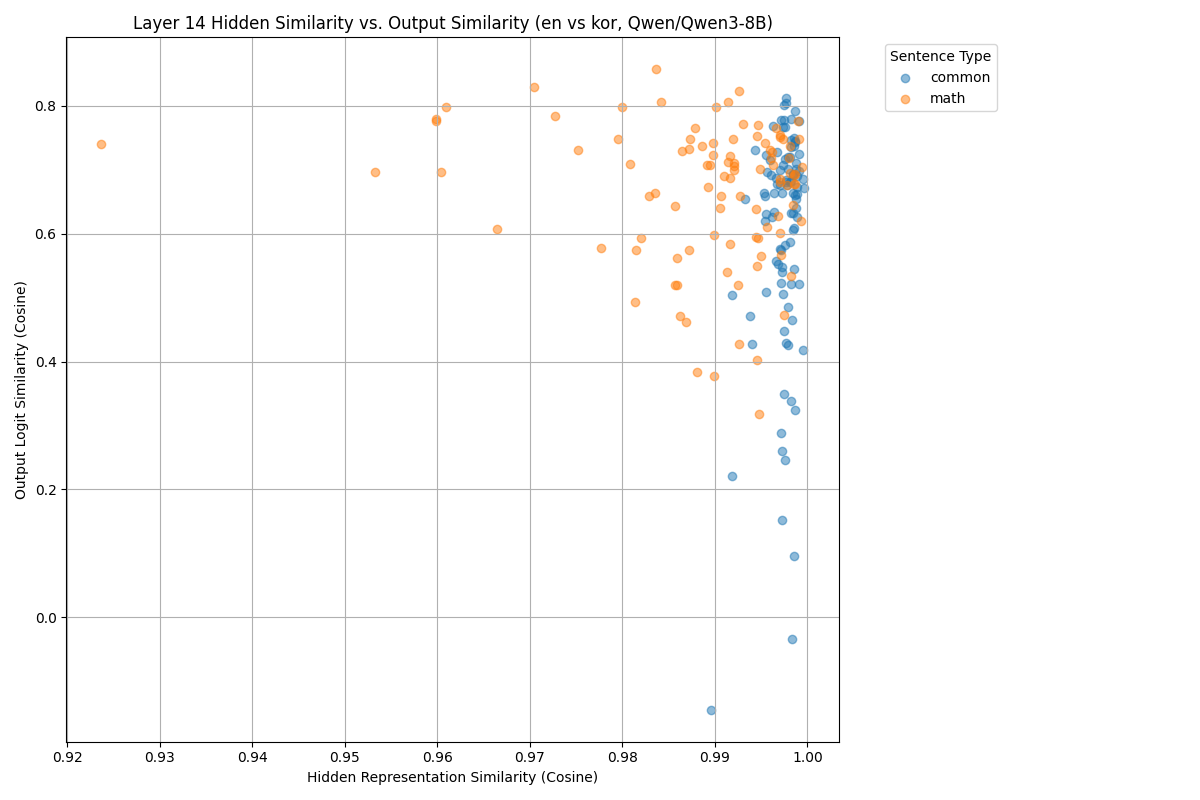 Layer 14 Hidden Similarity vs. Output Similarity (en vs kor, Qwen/Qwen3-8B)
Sentence Type
common
math
Output Logit Similarity (Cosine)
0.8
0.6
0.4
0.2
0.0
0.92 0.93 0.94 0.95 0.96 0.97 0.98 0.99 1.00
Hidden Representation Similarity (Cosine)